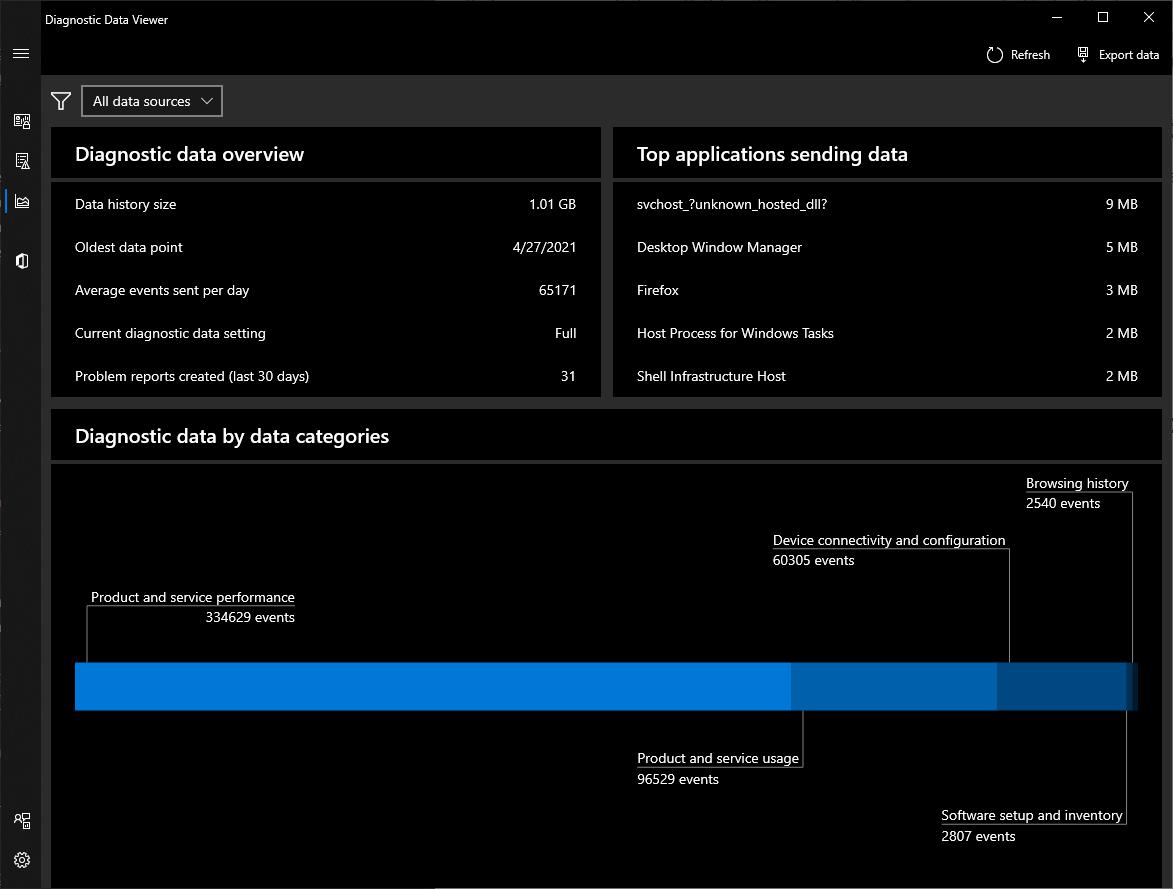 Diagnostic Data Viewer
Refresh
Export data
All data sources
Diagnostic data overview
Data history size 1.01 GB
Oldest data point 4/27/2021
Average events sent per day 65171
Current diagnostic data setting Full
Problem reports created (last 30 days) 31
Top applications sending data
svchost_?unknown_hosted_dll? 9 MB
Desktop Window Manager 5 MB
Firefox 3 MB
Host Process for Windows Tasks 2 MB
Shell Infrastructure Host 2 MB
Diagnostic data by data categories
Browsing history
2540 events
Device connectivity and configuration
60305 events
Product and service performance
334629 events
Product and service usage
96529 events
Software setup and inventory
2807 events